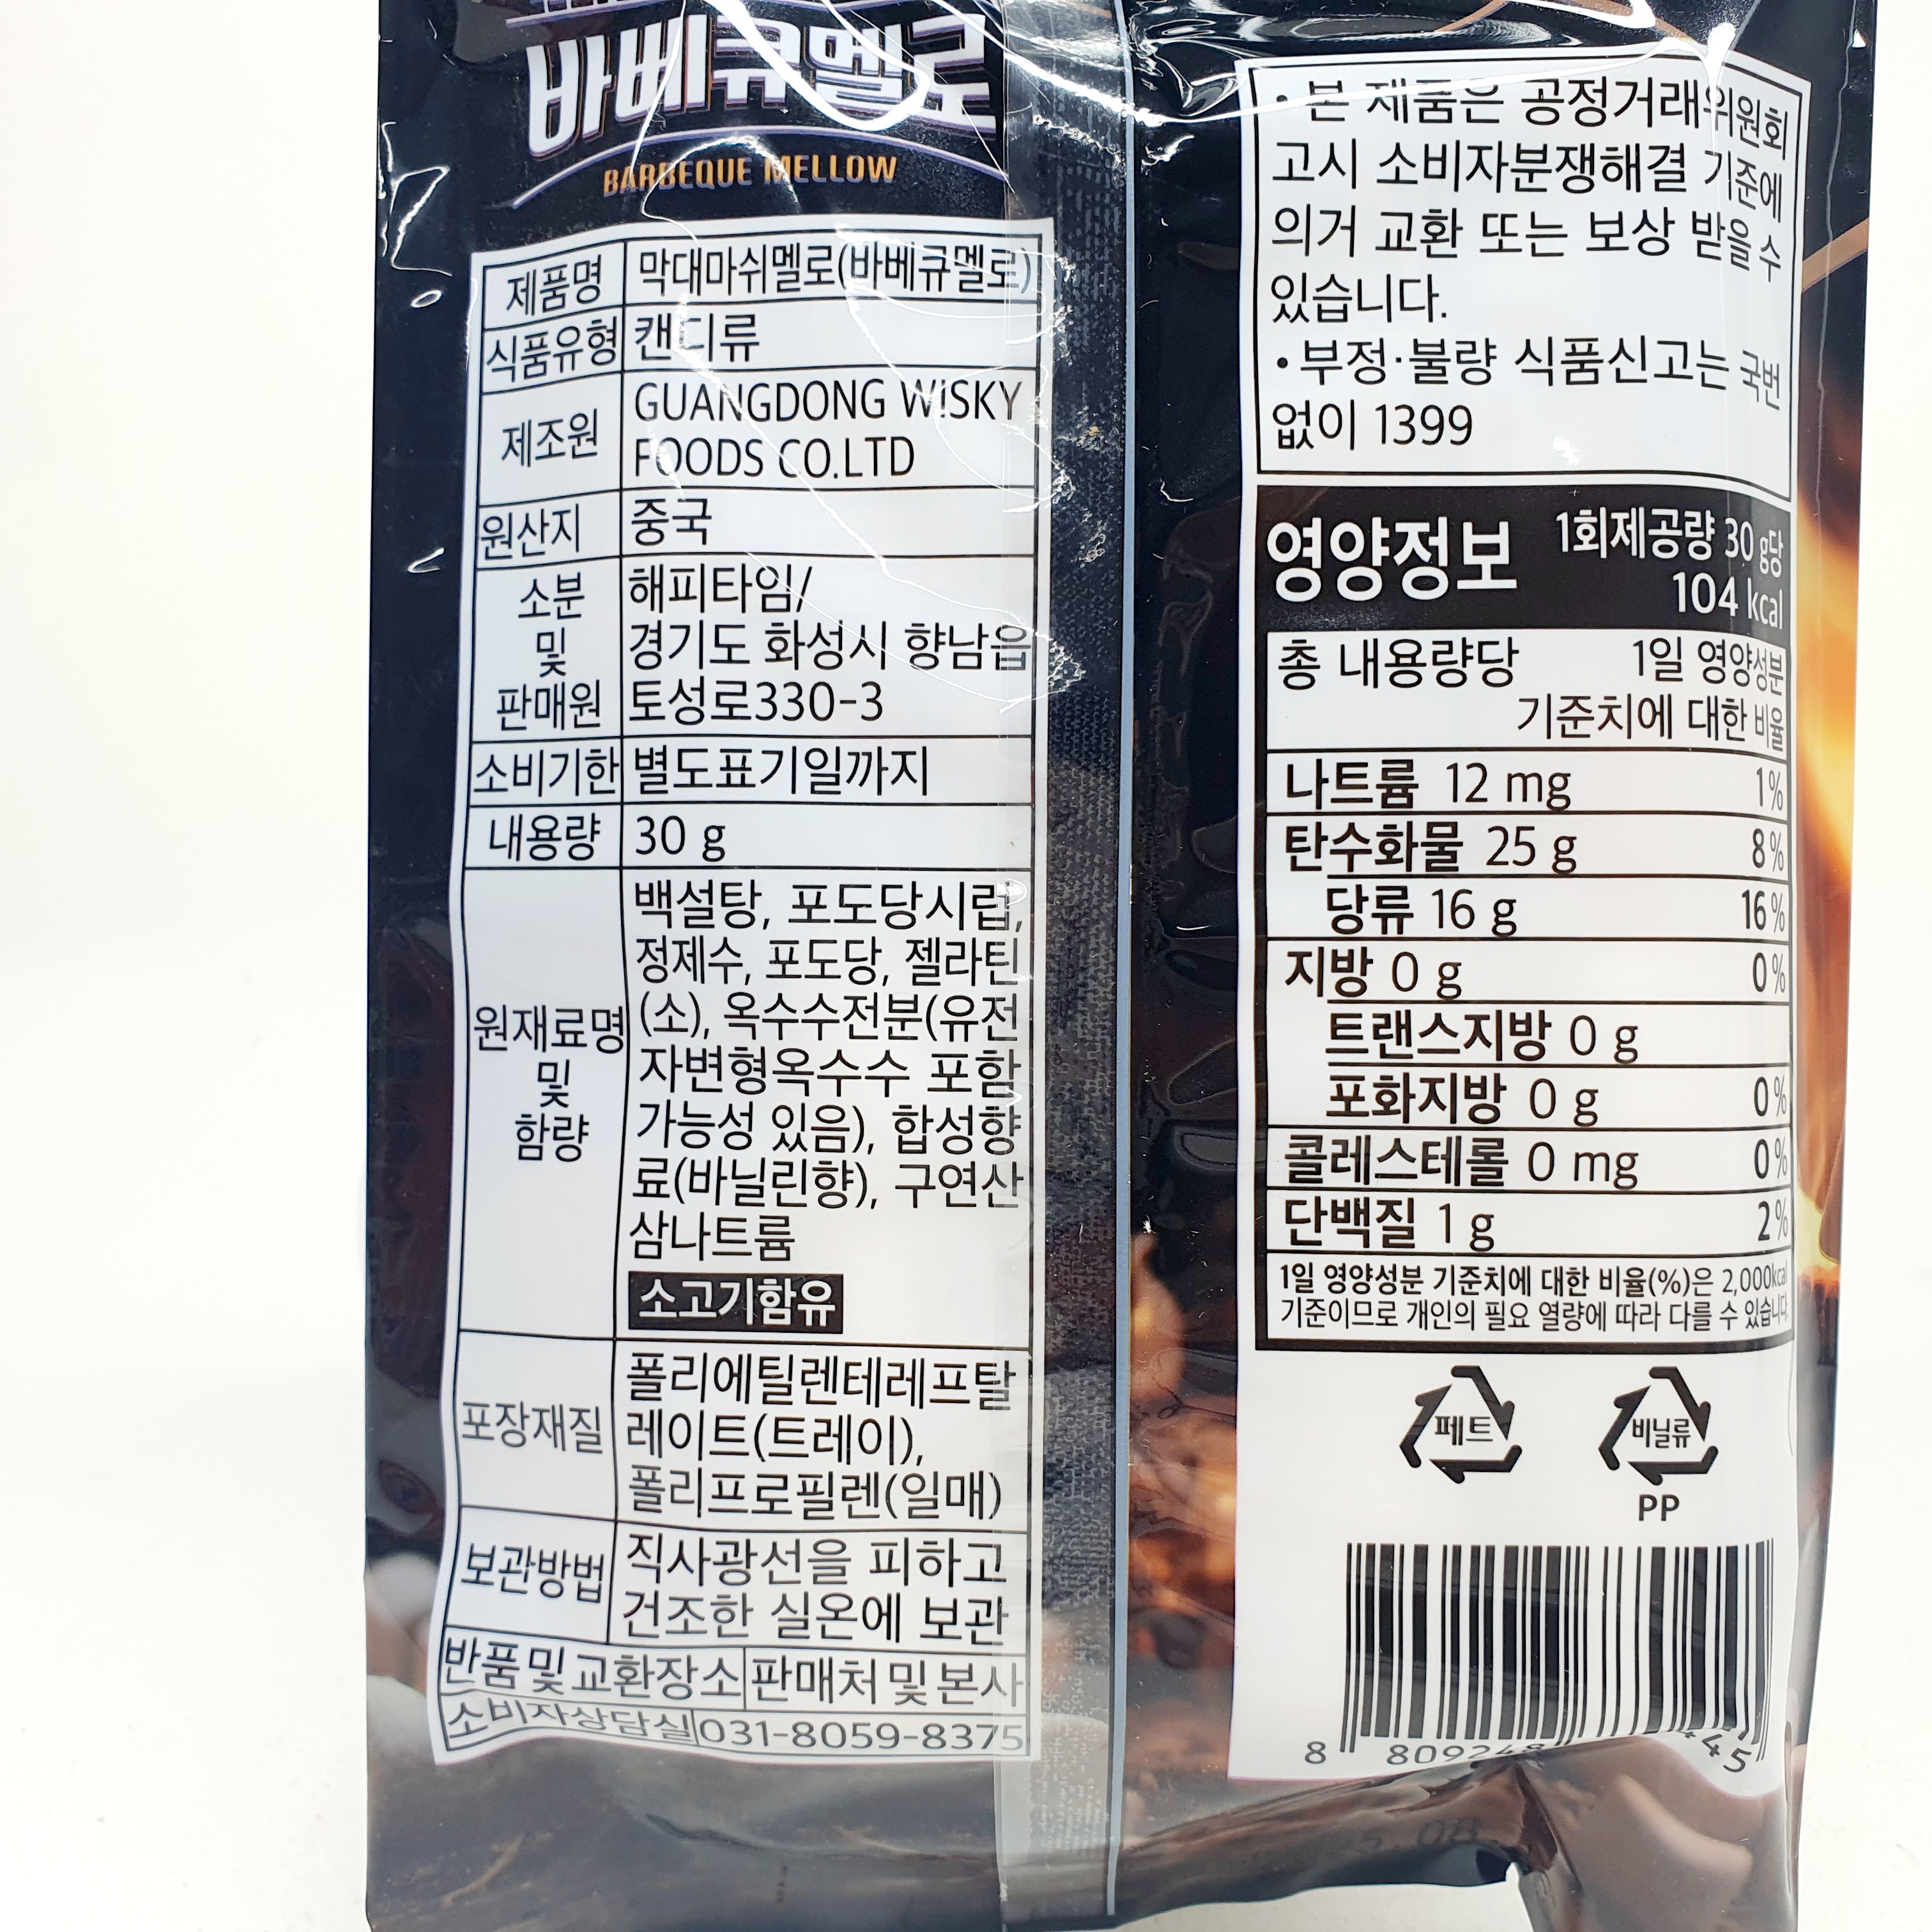 바베큐멜로
BARBEQUE MELLOW
제품명 막대마쉬멜로(바베큐멜로)
식품유형 캔디류
제조원 GUANGDONG WISKY
FOODS CO.LTD
원산지 중국
소분
및
판매원
해피타임/
경기도 화성시 향남읍
토성로330-3
소비기한 별도표기일까지
내용량 30 g
원재료명
및
함량
백설탕, 포도당시럽,
정제수, 포도당, 젤라틴
(소), 옥수수전분(유전
자변형옥수수 포함
가능성 있음), 합성향
료(바닐린향), 구연산
삼나트륨
소고기함유
포장재질
폴리에틸렌테레프탈
레이트(트레이),
폴리프로필렌(일매)
보관방법
직사광선을 피하고
건조한 실온에 보관
반품 및 교환장소 판매처 및 본사
소비자상담실 031-8059-8375
• 본 제품은 공정거래위원회
고시 소비자분쟁해결 기준에
의거 교환 또는 보상 받을 수
있습니다.
• 부정·불량 식품신고는 국번
없이 1399
영양정보 1회제공량 30 g당
104 kcal
총 내용량당 1일 영양성분
기준치에 대한 비율
나트륨 12 mg 1%
탄수화물 25 g 8%
당류 16 g 16%
지방 0 g 0%
트랜스지방 0 g
포화지방 0 g 0%
콜레스테롤 0 mg 0%
단백질 1 g 2%
1일 영양성분 기준치에 대한 비율(%)은 2,000kcal
기준이므로 개인의 필요 열량에 따라 다를 수 있습니다.
페트 비닐류
PP
8